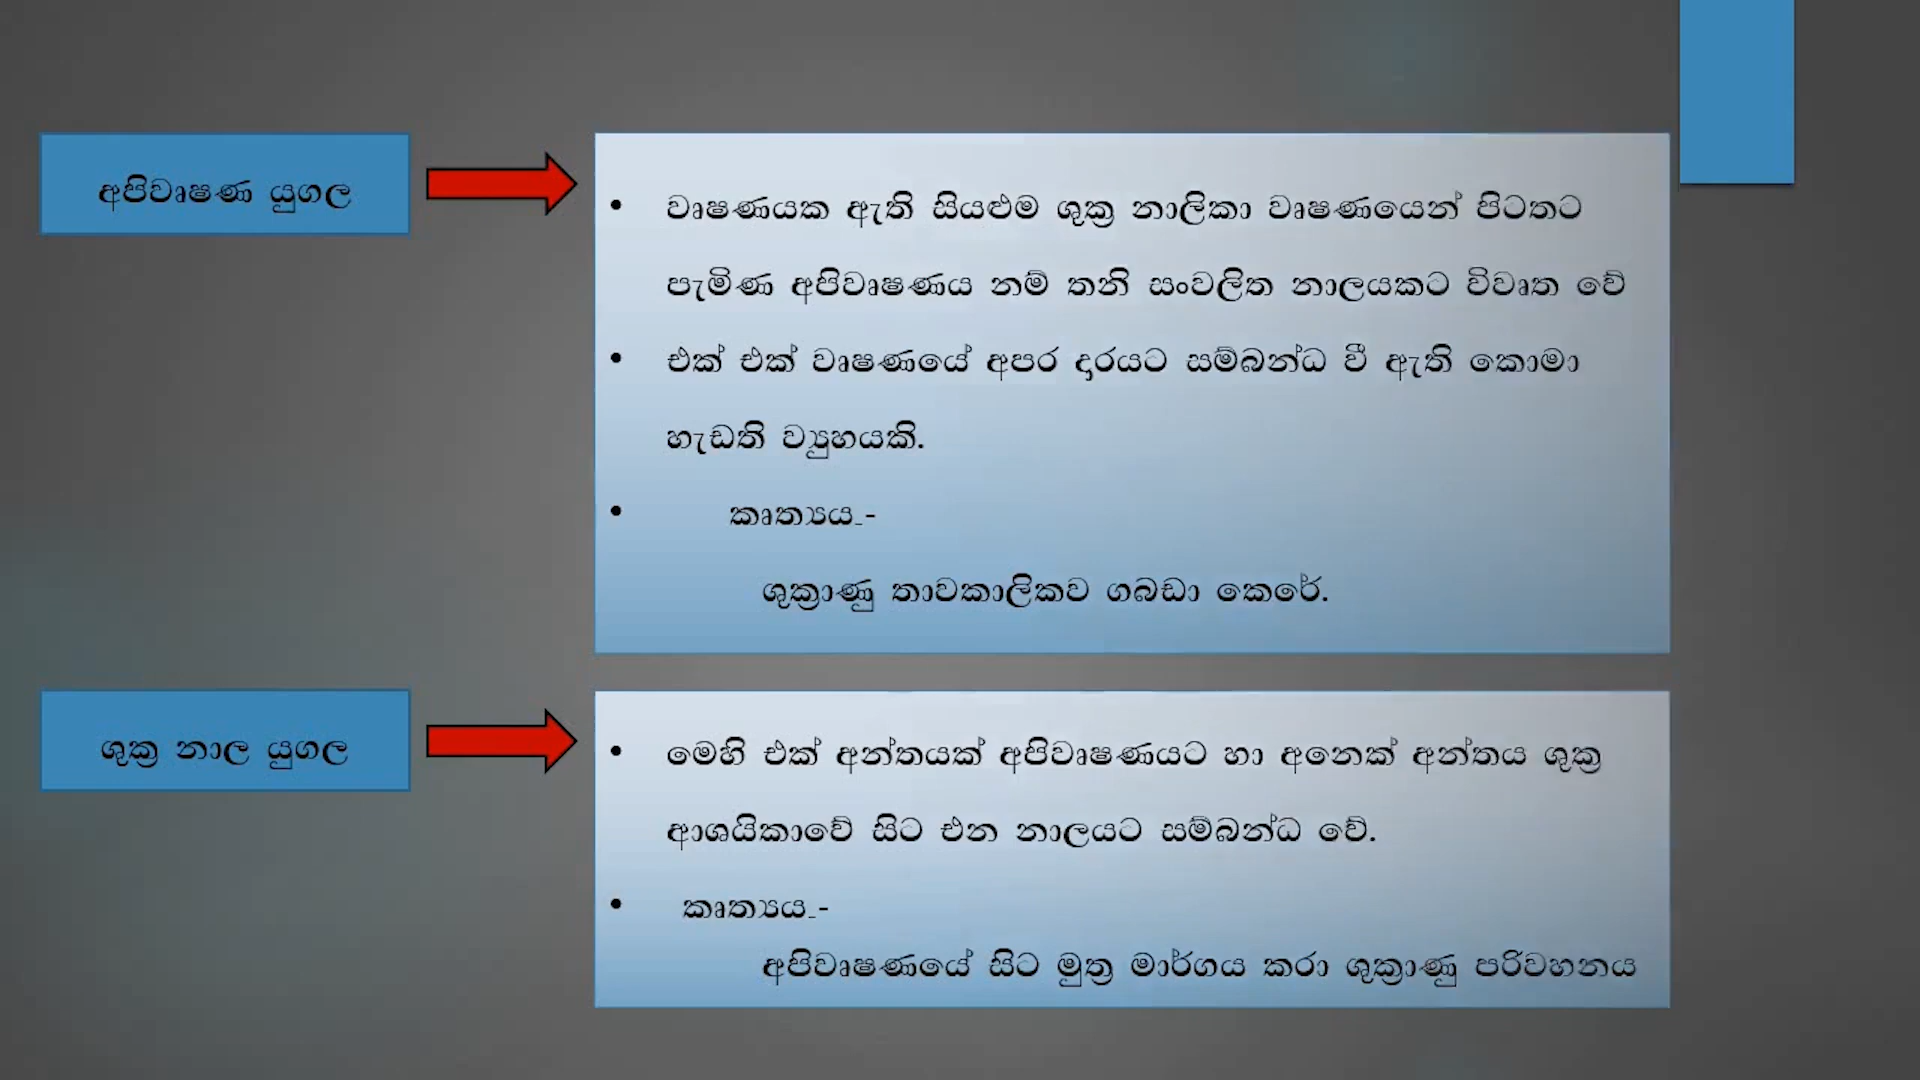 අපිවෘෂණ යුගල
• වෘෂණයක ඇති සියළුම ශුක්‍ර නාලිකා වෘෂණයෙන් පිටතට
පැමිණ අපිවෘෂණය නම් තනි සංවලිත නාලයකට විවෘත වේ
• එක් එක් වෘෂණයේ අපර දරයට සම්බන්ධ වී ඇති කොමා
හැඩති ව්‍යුහයකි.
• කෘත්‍යය.-
ශුක්‍රාණු තාවකාලිකව ගබඩා කෙරේ.
ශුක්‍ර නාල යුගල
• මෙහි එක් අන්තයක් අපිවෘෂණයට හා අනෙක් අන්තය ශුක්‍ර
ආශයිකාවේ සිට එන නාලයට සම්බන්ධ වේ.
• කෘත්‍යය.-
අපිවෘෂණයේ සිට මුත්‍ර මාර්ගය කරා ශුක්‍රාණු පරිවහනය